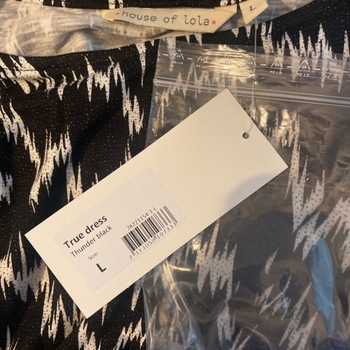 house of lola
L
True dress
Thunder black
Size
L